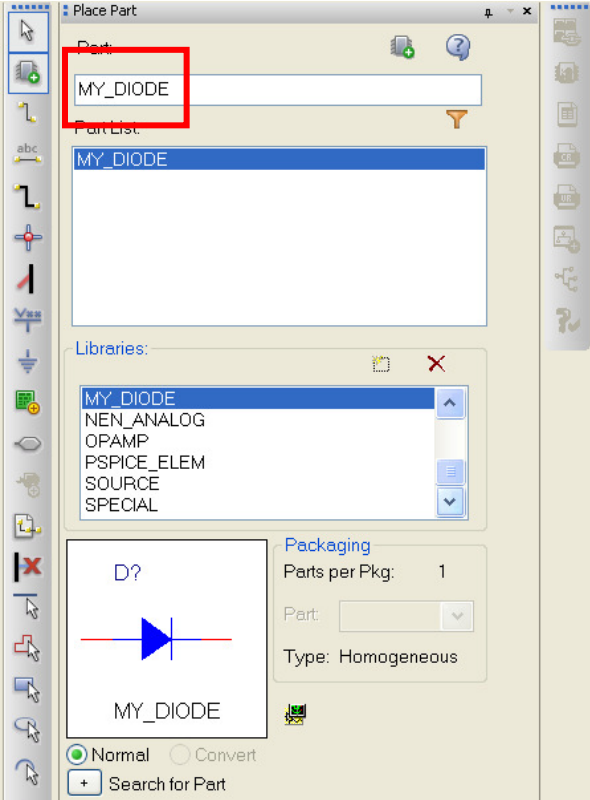 Place Part
Part:
MY_DIODE
Part List:
MY_DIODE
Libraries:
MY_DIODE
NEN_ANALOG
OPAMP
PSPICE_ELEM
SOURCE
SPECIAL
D?
MY_DIODE
Packaging
Parts per Pkg: 1
Part:
Type: Homogeneous
Normal Convert
+ Search for Part
abc